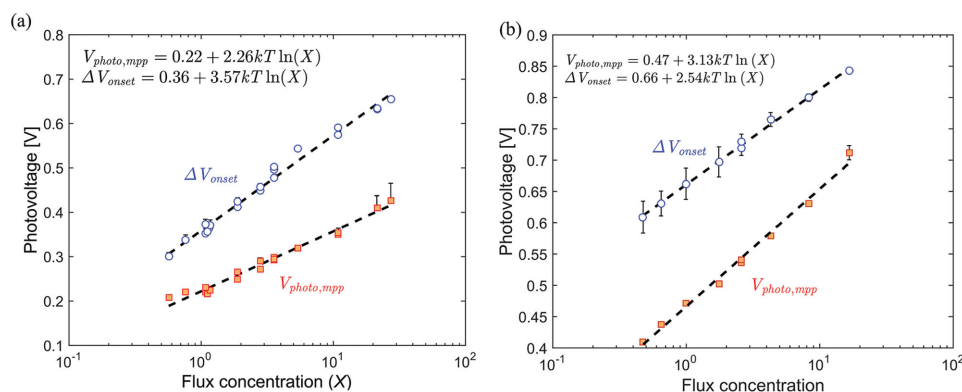 (a)
V_photo,mpp = 0.22 + 2.26kT ln(X)
ΔV_onset = 0.36 + 3.57kT ln(X)
0.8
0.7
0.6
0.5
0.4
0.3
0.2
0.1
Photovoltage [V]
ΔV_onset
V_photo,mpp
10^-1
10^0
10^1
10^2
Flux concentration (X)
(b)
V_photo,mpp = 0.47 + 3.13kT ln (X)
ΔV_onset = 0.66 + 2.54kT ln (X)
0.9
0.85
0.8
0.75
0.7
0.65
0.6
0.55
0.5
0.45
0.4
Photovoltage [V]
ΔV_onset
V_photo,mpp
10^-1
10^0
10^1
10^2
Flux concentration